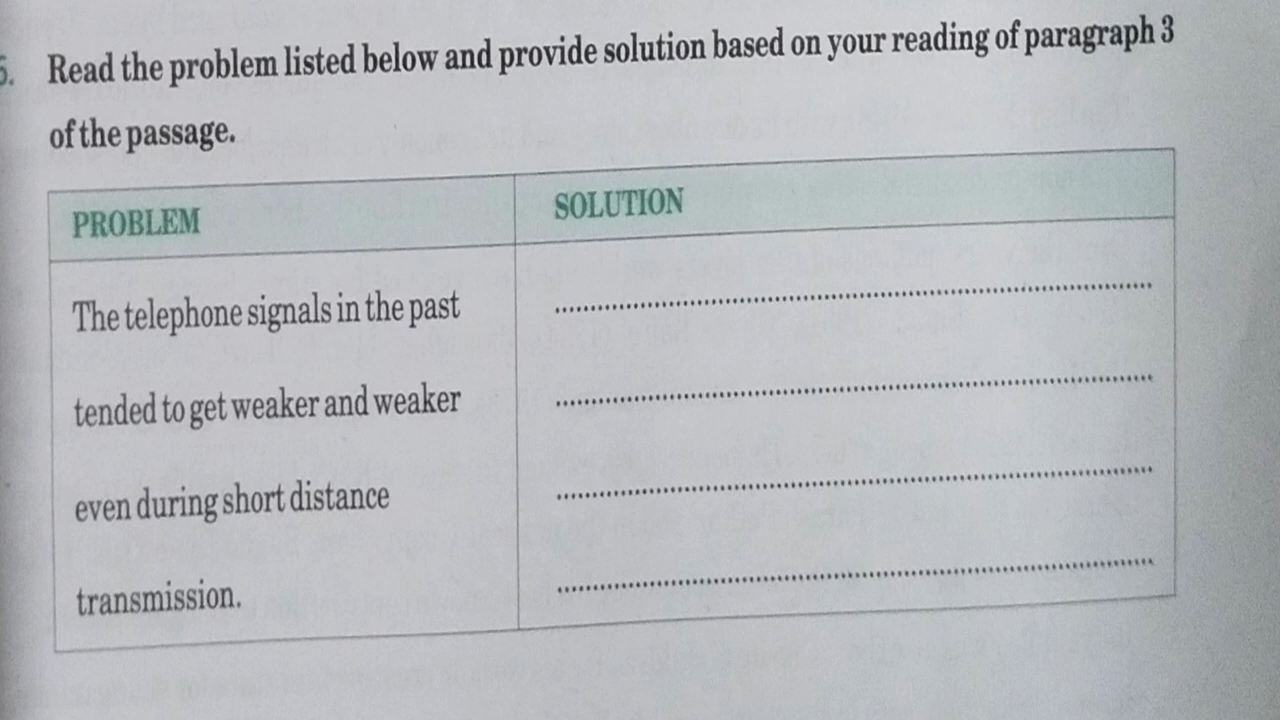 5. Read the problem listed below and provide solution based on your reading of paragraph 3
of the passage.
PROBLEM
SOLUTION
The telephone signals in the past
tended to get weaker and weaker
even during short distance
transmission.